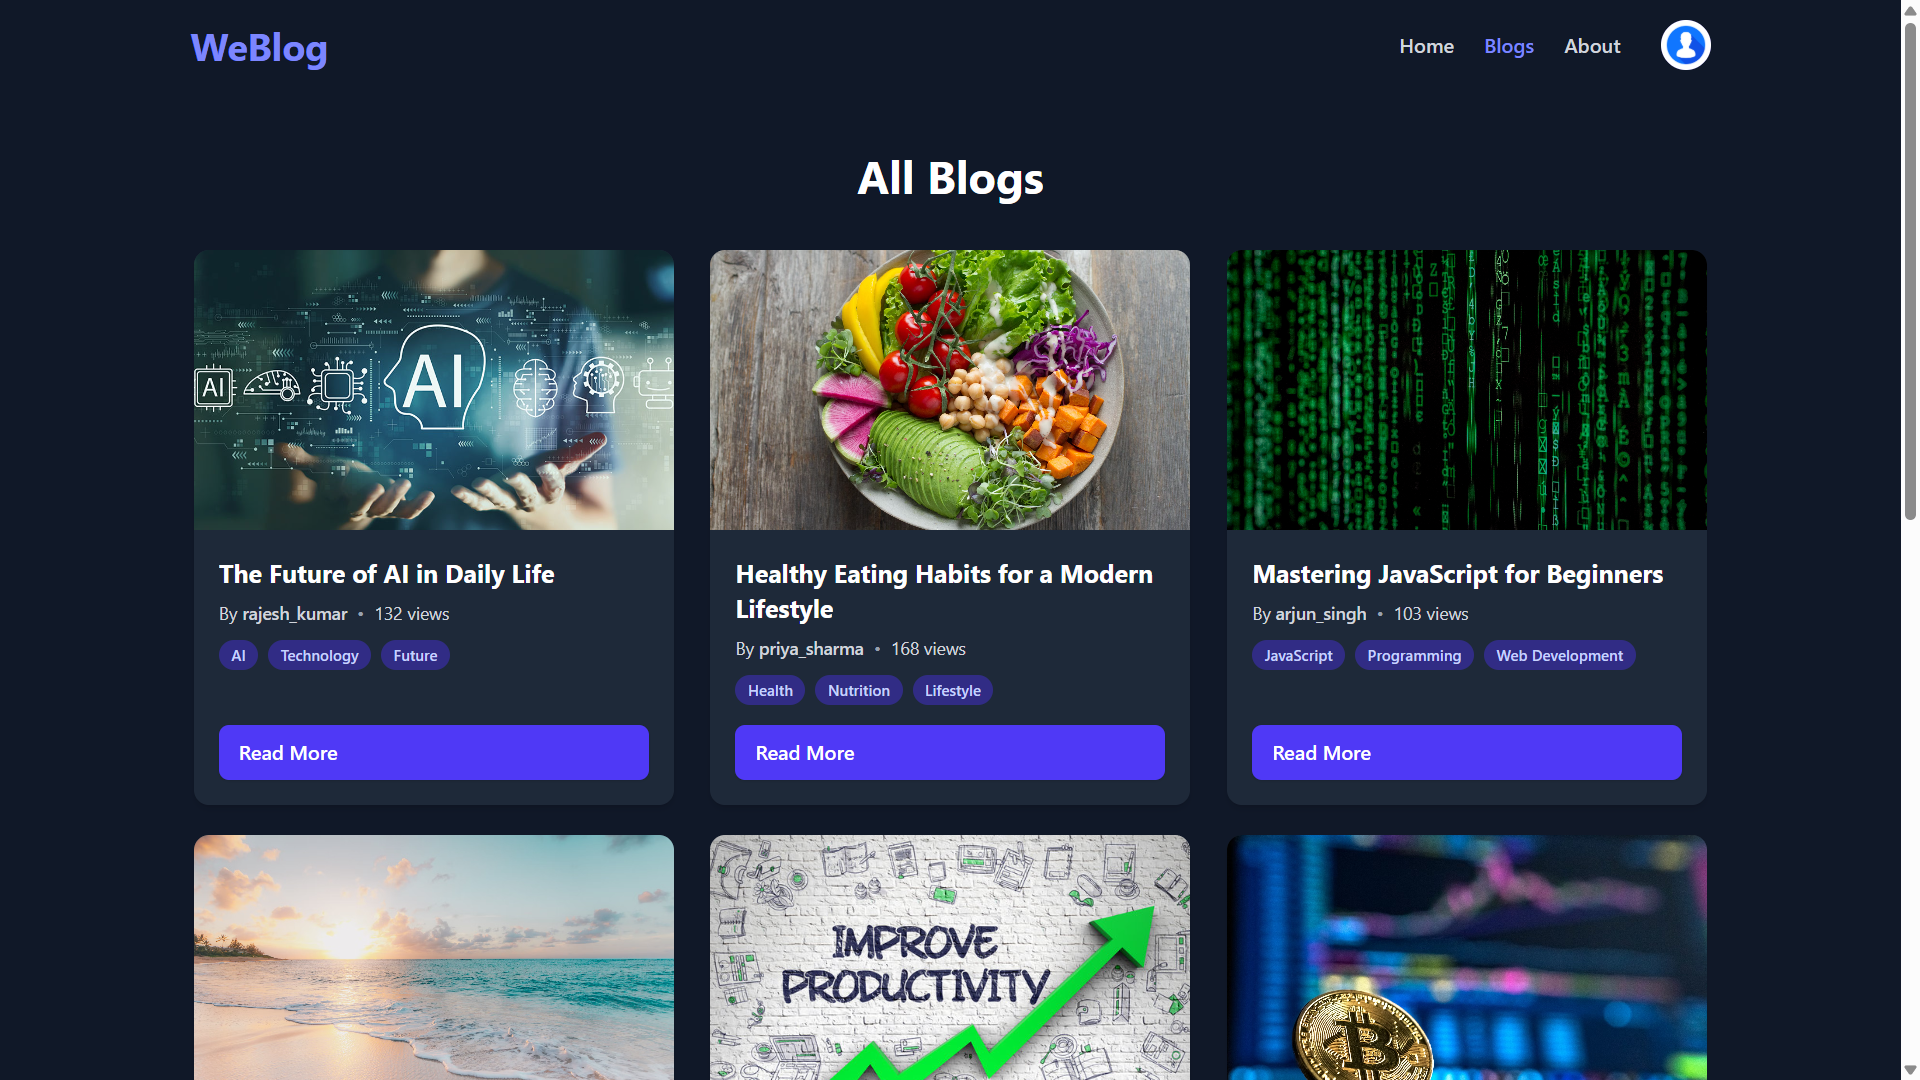 WeBlog
Home Blogs About
All Blogs
AI
AI
The Future of AI in Daily Life
By rajesh_kumar • 132 views
AI Technology Future
Read More
Healthy Eating Habits for a Modern
Lifestyle
By priya_sharma • 168 views
Health Nutrition Lifestyle
Read More
Mastering JavaScript for Beginners
By arjun_singh • 103 views
JavaScript Programming Web Development
Read More
IMPROVE
PRODUCTIVITY